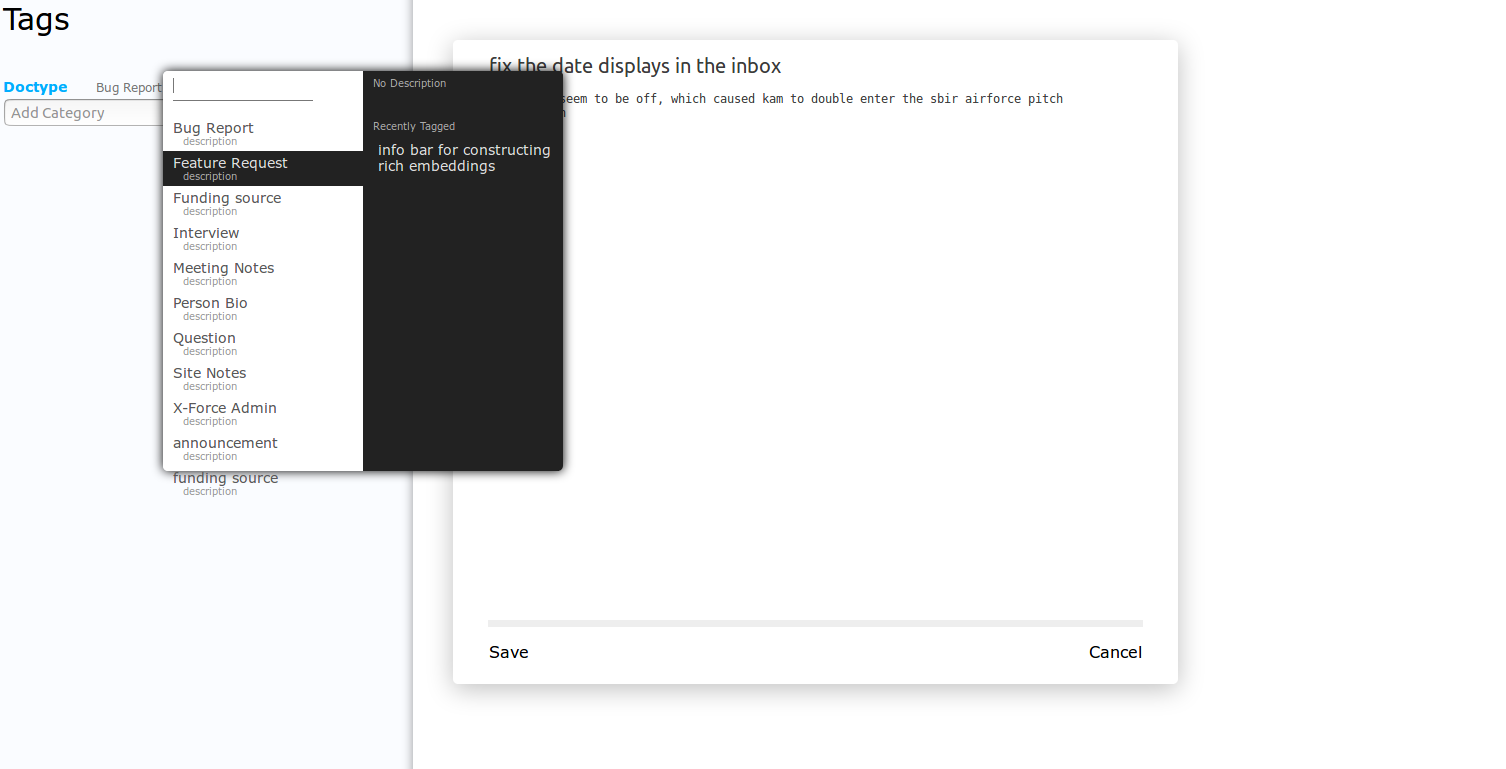 Tags
Doctype Bug Report
Add Category
Bug Report
description
Feature Request
description
Funding source
description
Interview
description
Meeting Notes
description
Person Bio
description
Question
description
Site Notes
description
X-Force Admin
description
announcement
description
funding source
description
No Description
Recently Tagged
info bar for constructing
rich embeddings
fix the date displays in the inbox
seem to be off, which caused kam to double enter the sbir airforce pitch
Save
Cancel